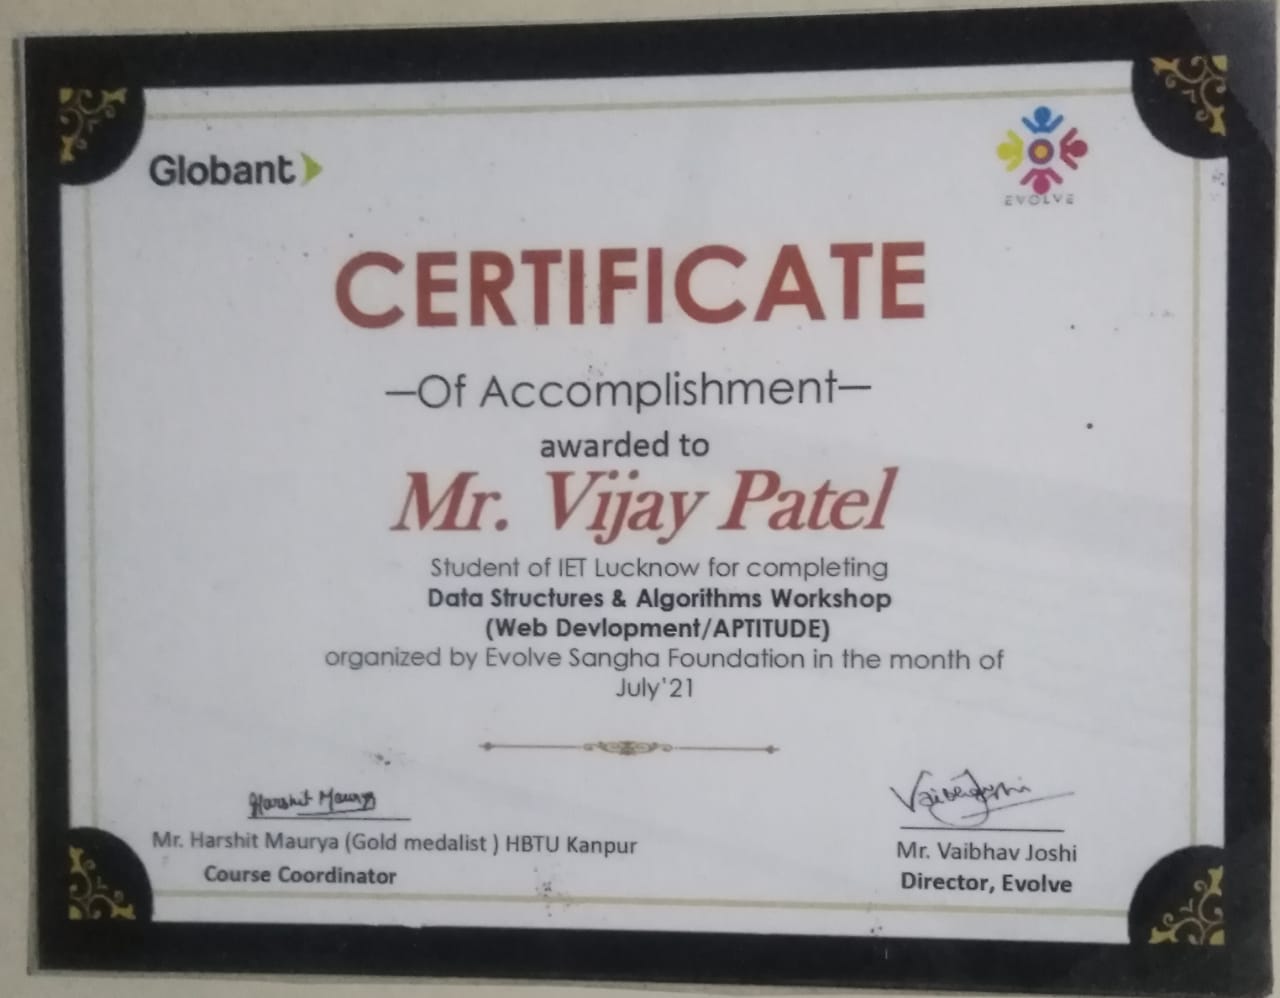 Globant
EVOLVE
CERTIFICATE
—Of Accomplishment—
awarded to
Mr. Vijay Patel
Student of IET Lucknow for completing
Data Structures & Algorithms Workshop
(Web Devlopment/APTITUDE)
organized by Evolve Sangha Foundation in the month of
July'21
Harshit Maurya
Vaibhav Joshi
Mr. Harshit Maurya (Gold medalist ) HBTU Kanpur
Mr. Vaibhav Joshi
Course Coordinator
Director, Evolve